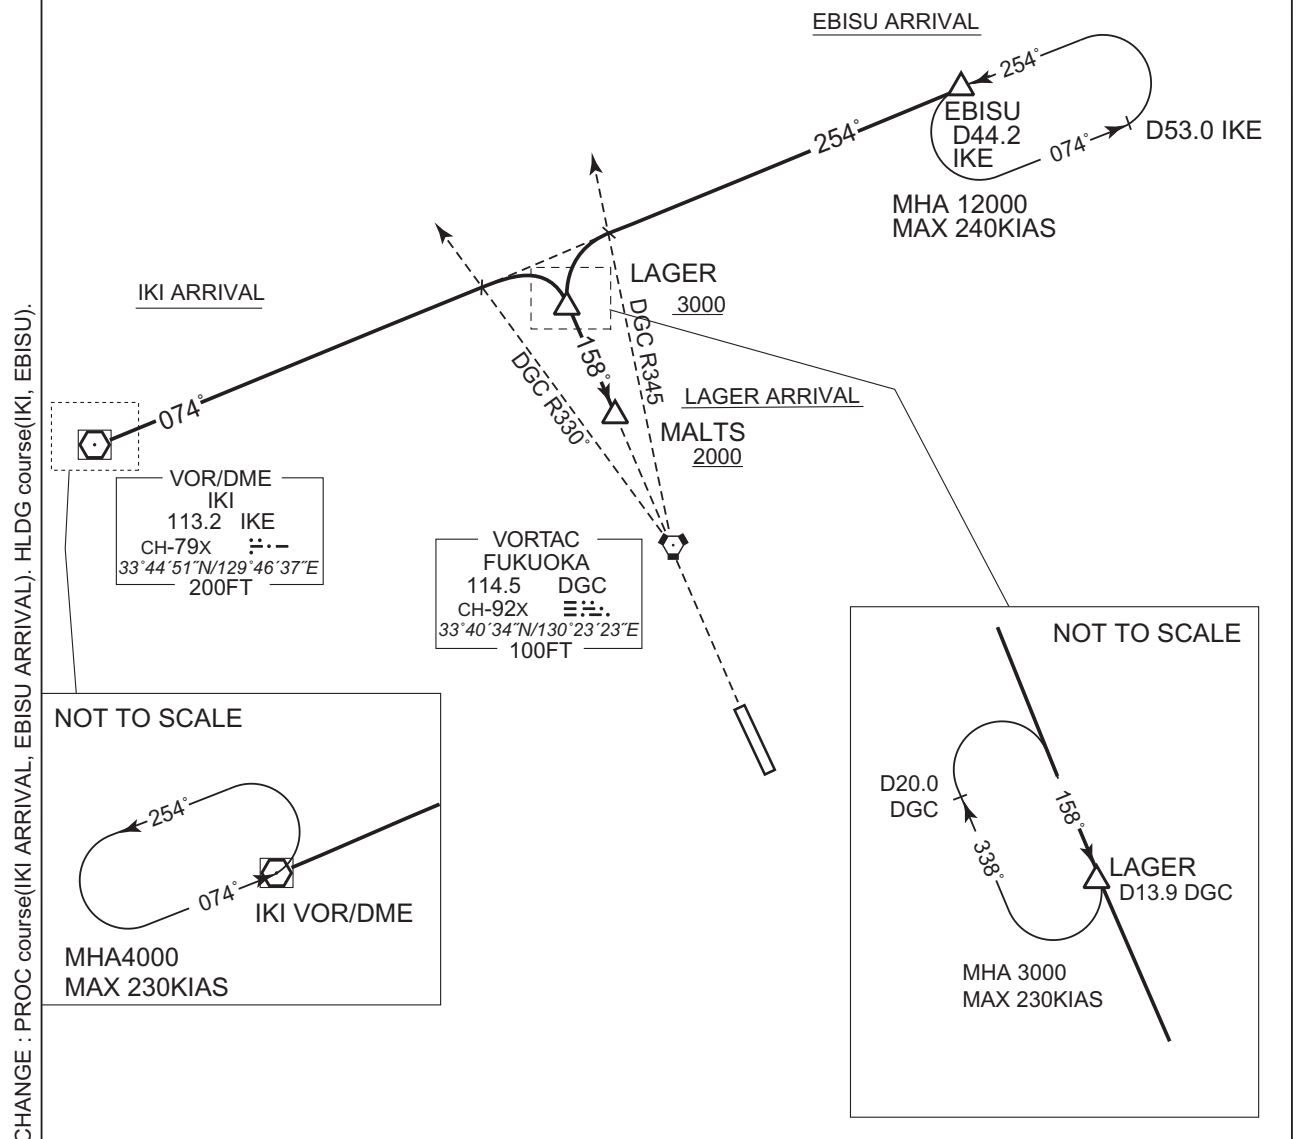 EBISU ARRIVAL
254°
254°
EBISU
D44.2
IKE
074°
D53.0 IKE
MHA 12000
MAX 240KIAS
LAGER
3000
IKI ARRIVAL
DGC R345
158°
DGC R330°
LAGER ARRIVAL
MALTS
2000
074°
VOR/DME
IKI
113.2 IKE
CH-79X
33°44′51″N/129°46′37″E
200FT
VORTAC
FUKUOKA
114.5 DGC
CH-92X
33°40′34″N/130°23′23″E
100FT
NOT TO SCALE
254°
074°
IKI VOR/DME
MHA4000
MAX 230KIAS
NOT TO SCALE
D20.0
DGC
158°
338°
LAGER
D13.9 DGC
MHA 3000
MAX 230KIAS
CHANGE : PROC course(IKI ARRIVAL, EBISU ARRIVAL). HLDG course(IKI, EBISU).